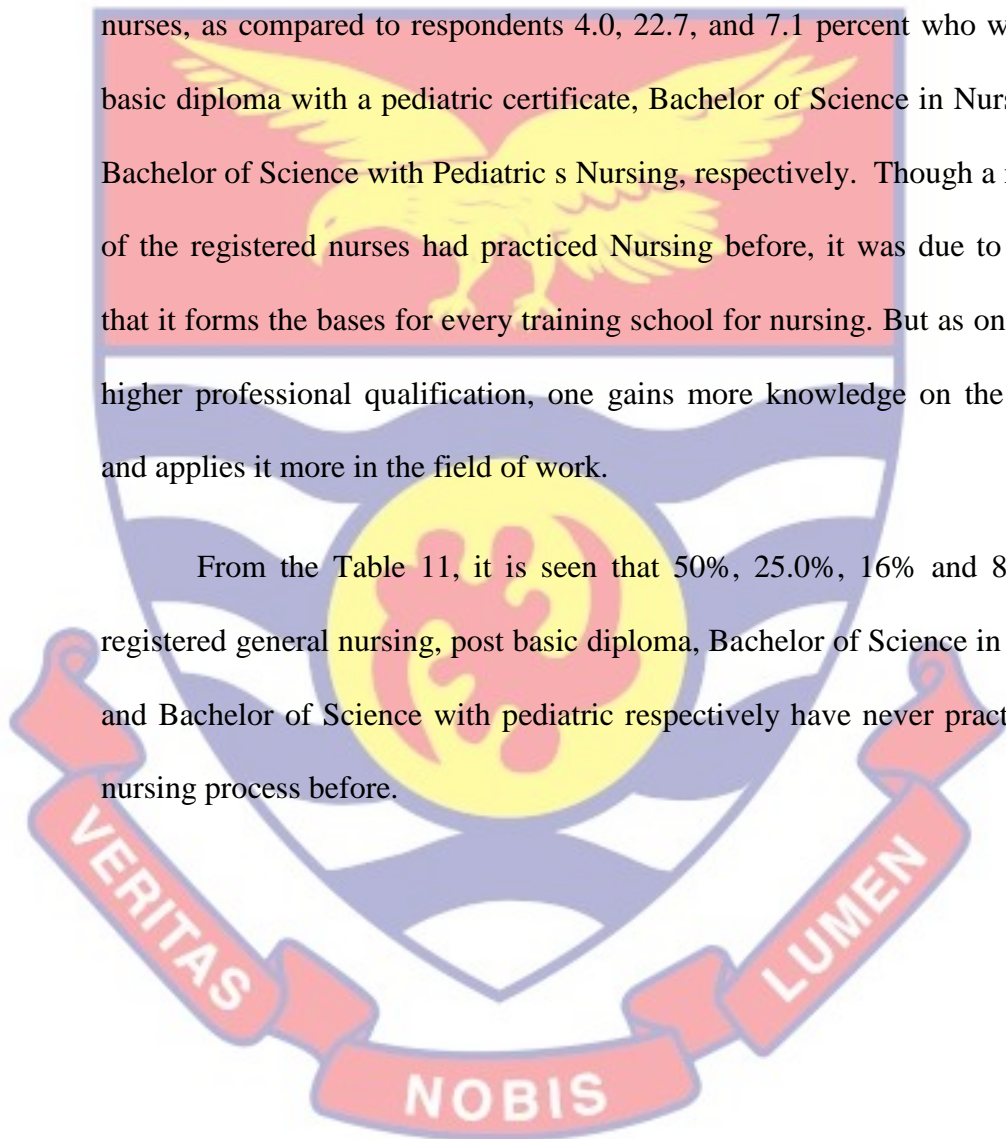 nurses, as compared to respondents 4.0, 22.7, and 7.1 percent who w
basic diploma with a pediatric certificate, Bachelor of Science in Nurs
Bachelor of Science with Pediatric s Nursing, respectively. Though a
of the registered nurses had practiced Nursing before, it was due to
that it forms the bases for every training school for nursing. But as on
higher professional qualification, one gains more knowledge on the
and applies it more in the field of work.
From the Table 11, it is seen that 50%, 25.0%, 16% and 8
registered general nursing, post basic diploma, Bachelor of Science in
and Bachelor of Science with pediatric respectively have never pract
nursing process before.
VERITAS
NOBIS
LUMEN